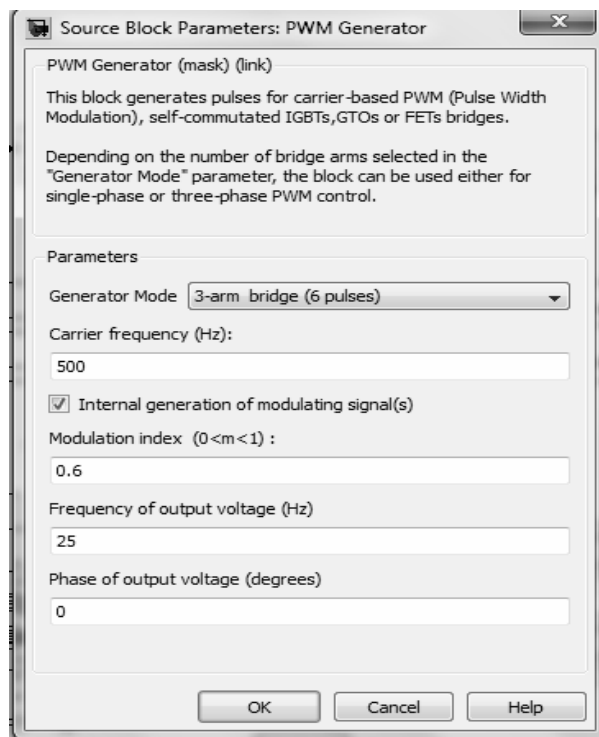 Source Block Parameters: PWM Generator
PWM Generator (mask) (link)
This block generates pulses for carrier-based PWM (Pulse Width
Modulation), self-commutated IGBTs,GTOs or FETs bridges.
Depending on the number of bridge arms selected in the
"Generator Mode" parameter, the block can be used either for
single-phase or three-phase PWM control.
Parameters
Generator Mode 3-arm bridge (6 pulses)
Carrier frequency (Hz):
500
Internal generation of modulating signal(s)
Modulation index (0<m<1) :
0.6
Frequency of output voltage (Hz)
25
Phase of output voltage (degrees)
0
OK Cancel Help